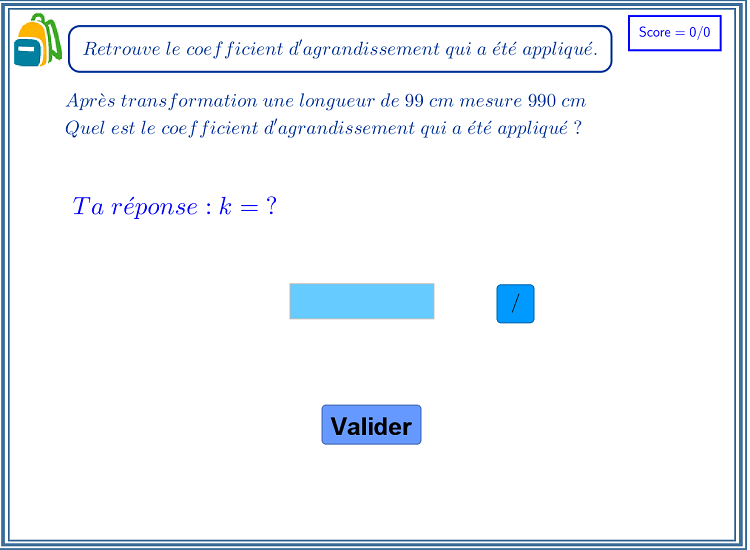 Retrouve le coefficient d'agrandissement qui a été appliqué.
Score = 0/0
Après transformation une longueur de 99 cm mesure 990 cm
Quel est le coefficient d'agrandissement qui a été appliqué ?
Ta réponse : k = ?
/
Valider